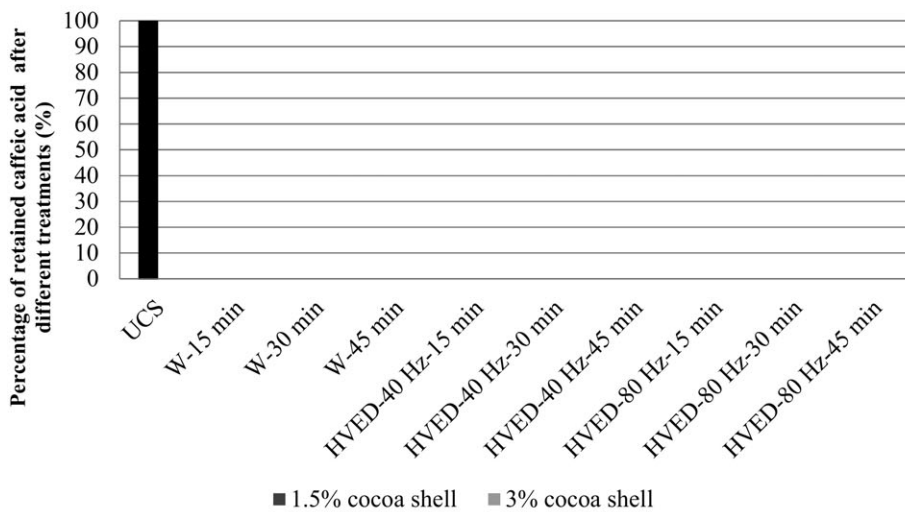 Percentage of retained caffeic acid after
different treatments (%)
100
90
80
70
60
50
40
30
20
10
0
UCS
W-15 min
W-30 min
W-45 min
HVED-40 Hz-15 min
HVED-40 Hz-30 min
HVED-40 Hz-45 min
HVED-80 Hz-15 min
HVED-80 Hz-30 min
HVED-80 Hz-45 min
1.5% cocoa shell
3% cocoa shell